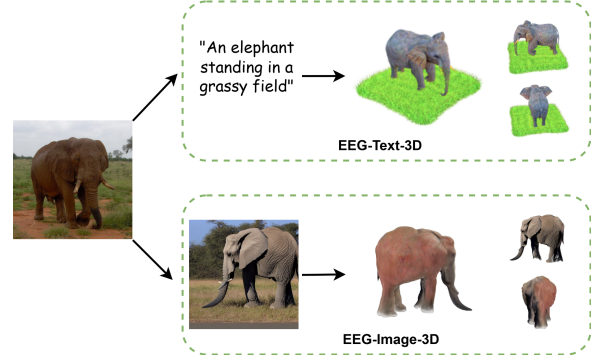 "An elephant
standing in a
grassy field"
EEG-Text-3D
EEG-Image-3D